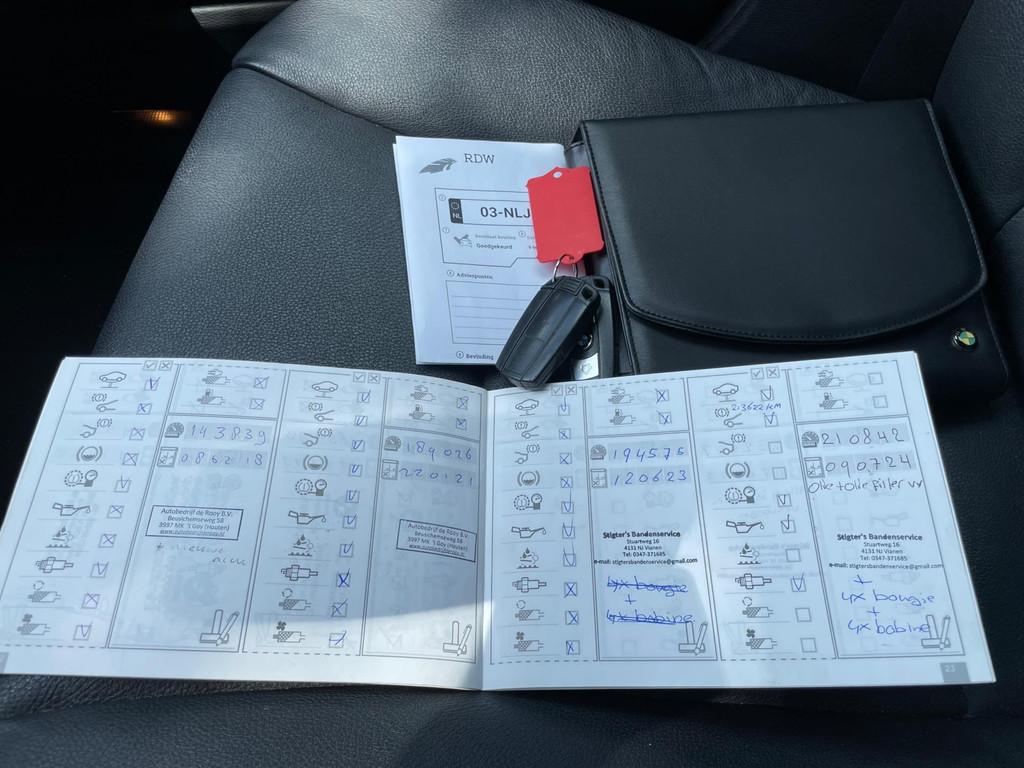 RDW
NL
03-NLJ
Goedgekeurd
Adviespunten
Bevinding
143839
Autobedrijf de Rooy B.V.
Beusichemseweg 58
3997 MK 't Goy (Houten)
+ nieuwe
189026
220121
Autobedrijf de Rooy B.V.
Beusichemseweg 58
3997 MK 't Goy (Houten)
194575
120623
Stigter's Bandenservice
Stuartweg 16
4131 NJ Vianen
Tel: 0347-371685
e-mail: stigtersbandenservice@gmail.com
4x bougie
+
4x bobine
213622 km
210842
090724
Olie + olie filter vv
Stigter's Bandenservice
Stuartweg 16
4131 NJ Vianen
Tel: 0347-371685
e-mail: stigtersbandenservice@gmail.com
+
4x bougie
+
4x bobine
23